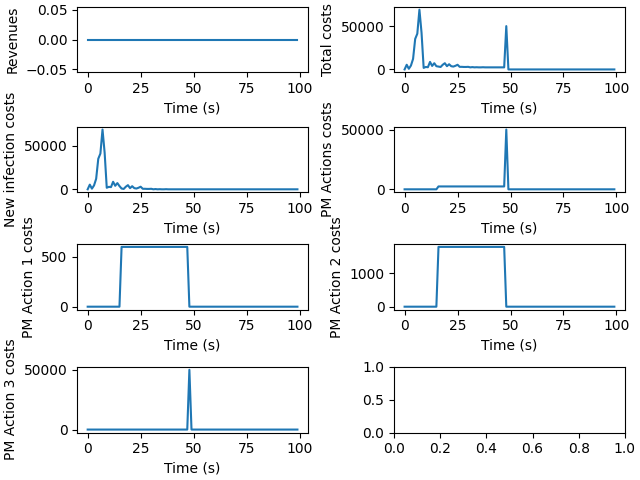 Revenues
0.05
0.00
−0.05
0 25 50 75 100
Time (s)
Total costs
50000
0
0 25 50 75 100
Time (s)
New infection costs
50000
0
0 25 50 75 100
Time (s)
PM Actions costs
50000
0
0 25 50 75 100
Time (s)
PM Action 1 costs
500
0
0 25 50 75 100
Time (s)
PM Action 2 costs
1000
0
0 25 50 75 100
Time (s)
PM Action 3 costs
50000
0
0 25 50 75 100
Time (s)
1.0
0.5
0.0
0.0 0.2 0.4 0.6 0.8 1.0